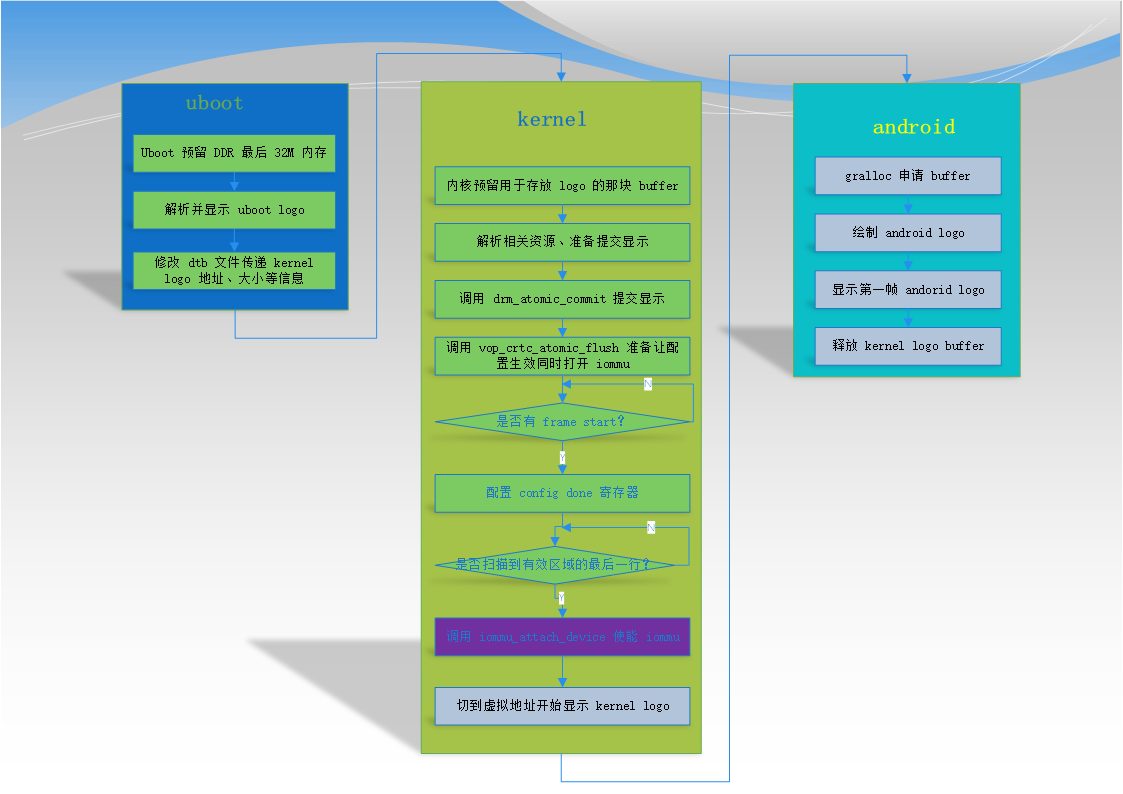 uboot
Uboot 预留 DDR 最后 32M 内存
解析并显示 uboot logo
修改 dtb 文件传递 kernel
logo 地址、大小等信息
kernel
内核预留用于存放 logo 的那块 buffer
解析相关资源、准备提交显示
调用 drm_atomic_commit 提交显示
调用 vop_crtc_atomic_flush 准备让配
置生效同时打开 iommu
N
是否有 frame start？
Y
配置 config done 寄存器
N
是否扫描到有效区域的最后一行？
Y
调用 iommu_attach_device 使能 iommu
切到虚拟地址开始显示 kernel logo
android
gralloc 申请 buffer
绘制 android logo
显示第一帧 andorid logo
释放 kernel logo buffer